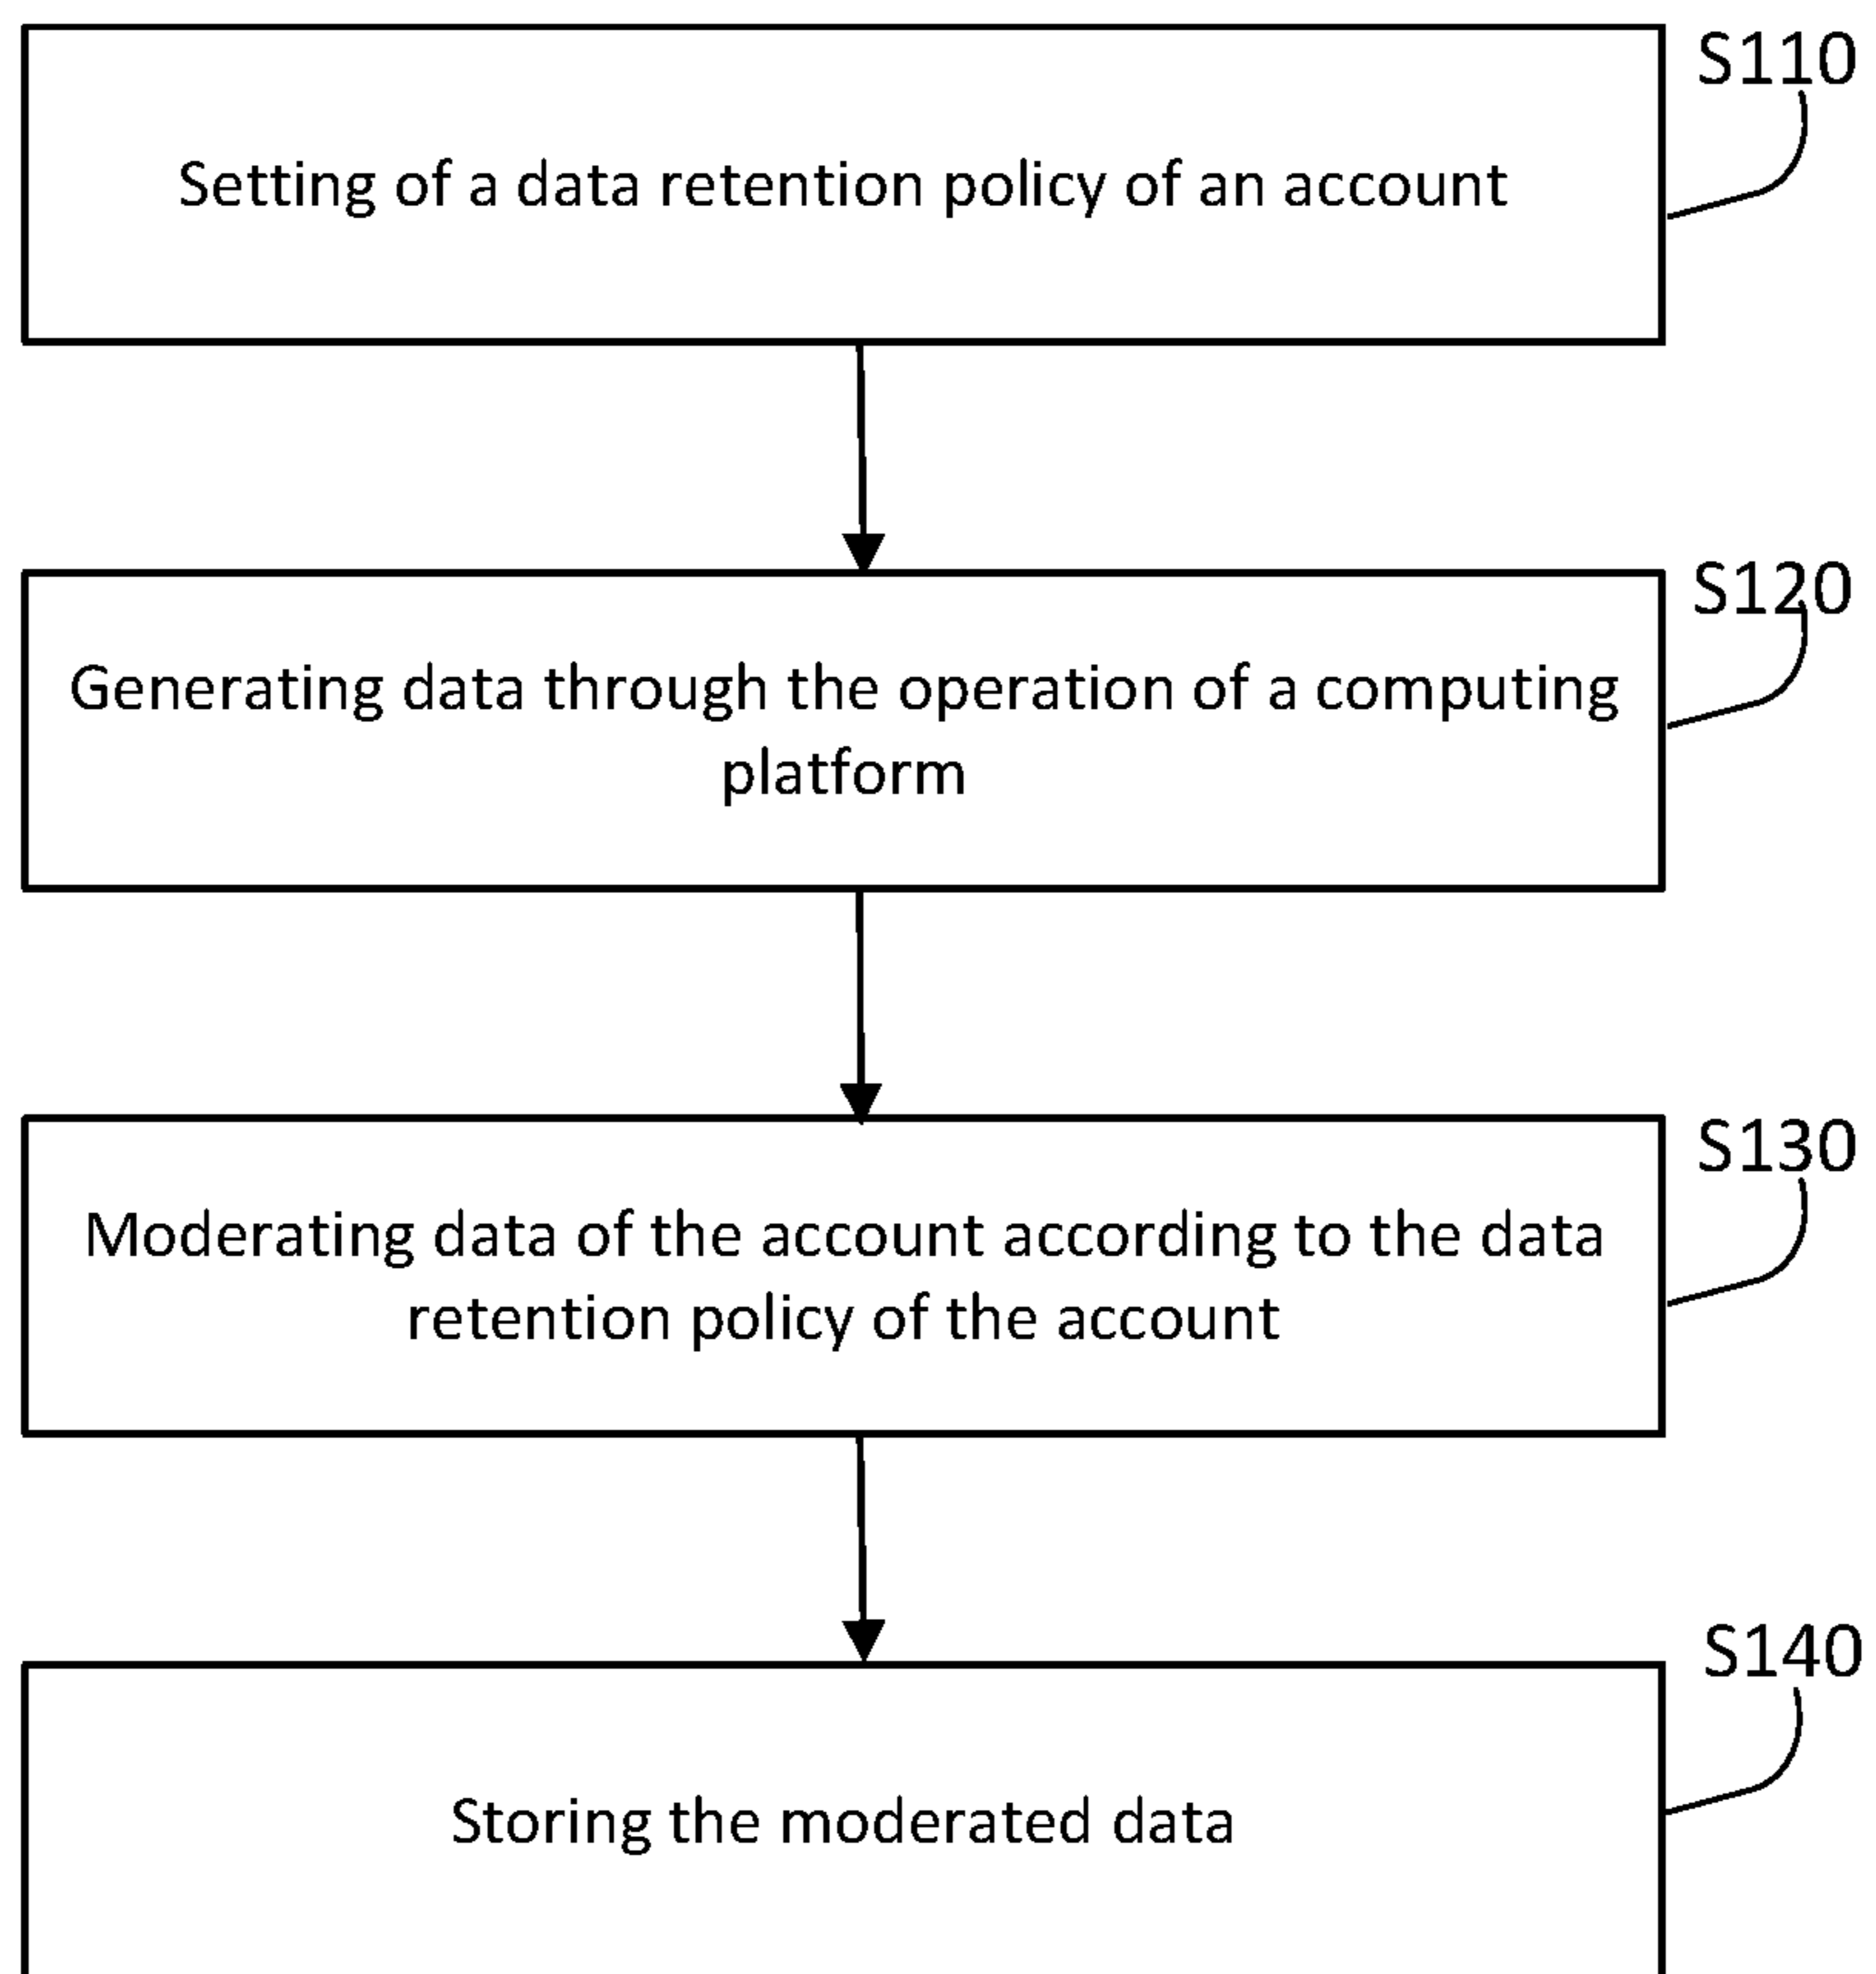 S110
Setting of a data retention policy of an account
S120
Generating data through the operation of a computing
platform
S130
Moderating data of the account according to the data
retention policy of the account
S140
Storing the moderated data